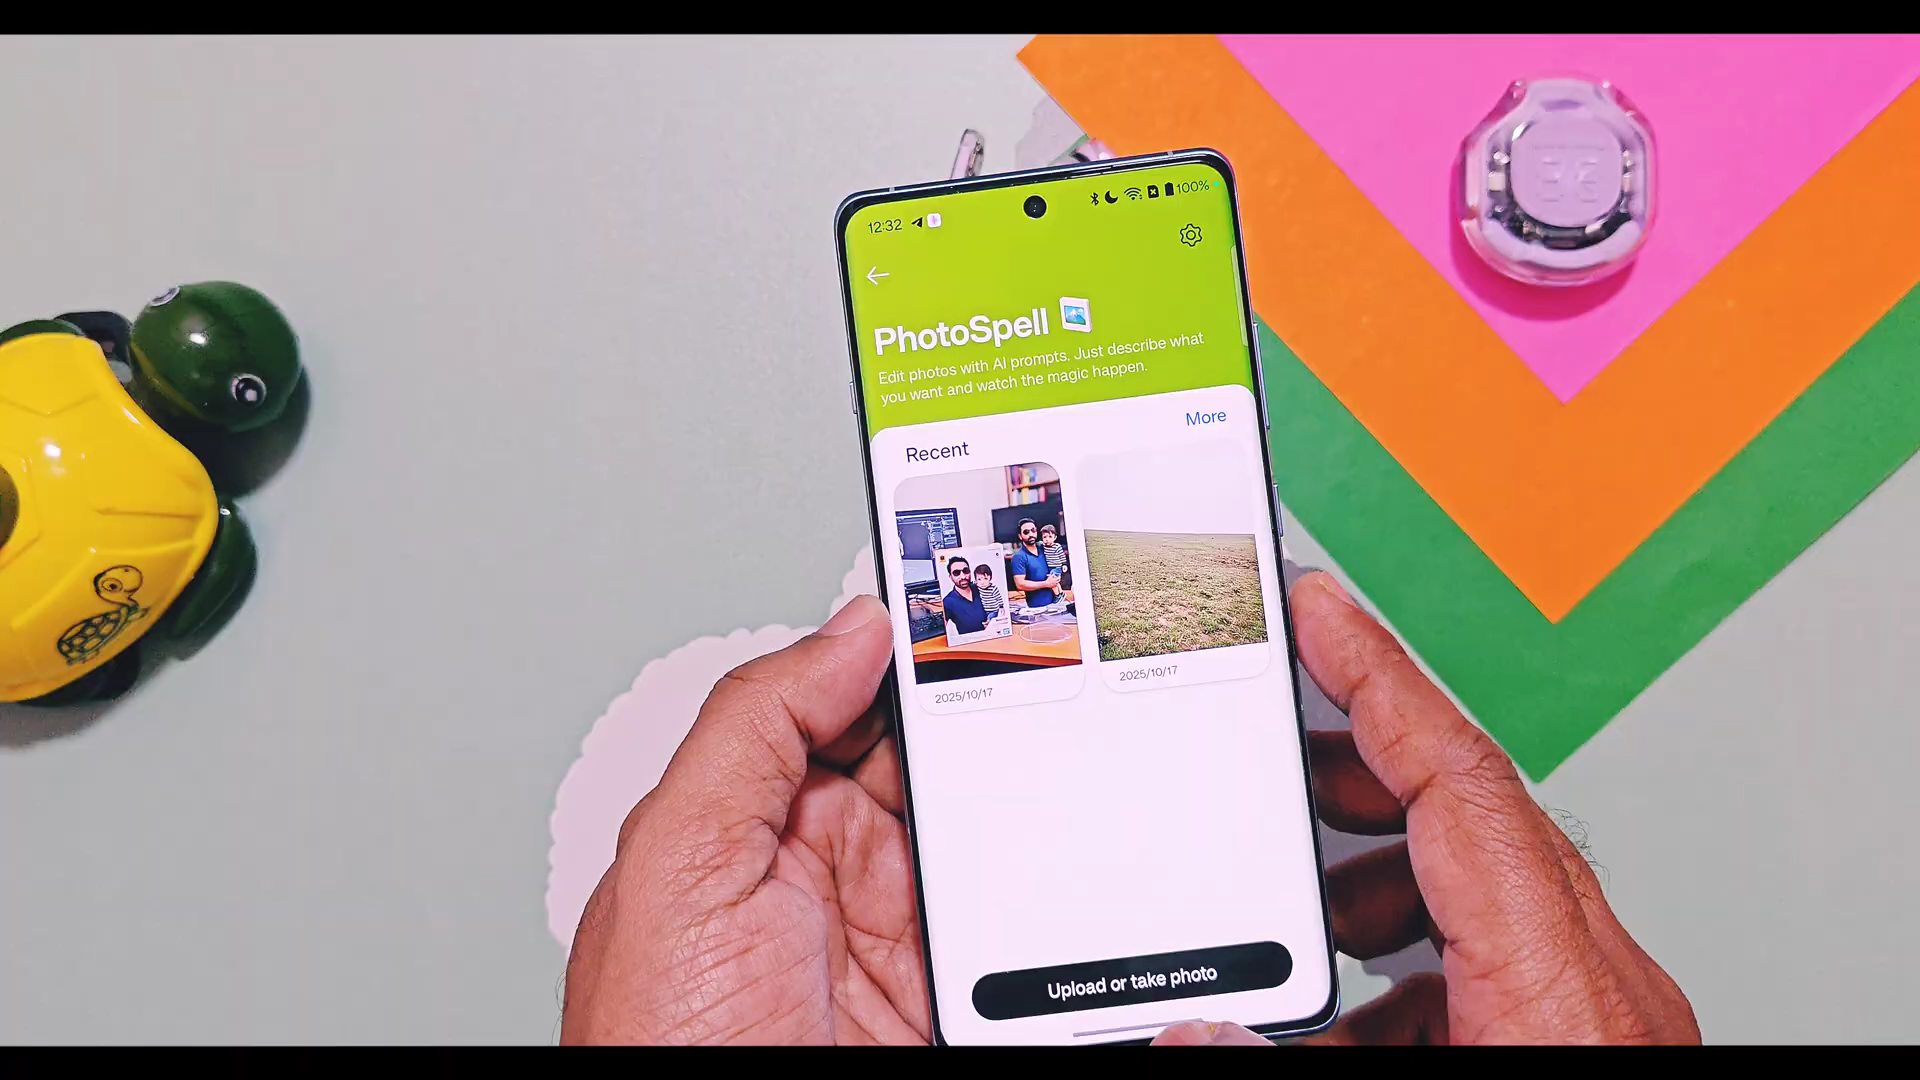 12:32
100%
PhotoSpell
Edit photos with AI prompts. Just describe what
you want and watch the magic happen.
Recent
More
2025/10/17
2025/10/17
Upload or take photo